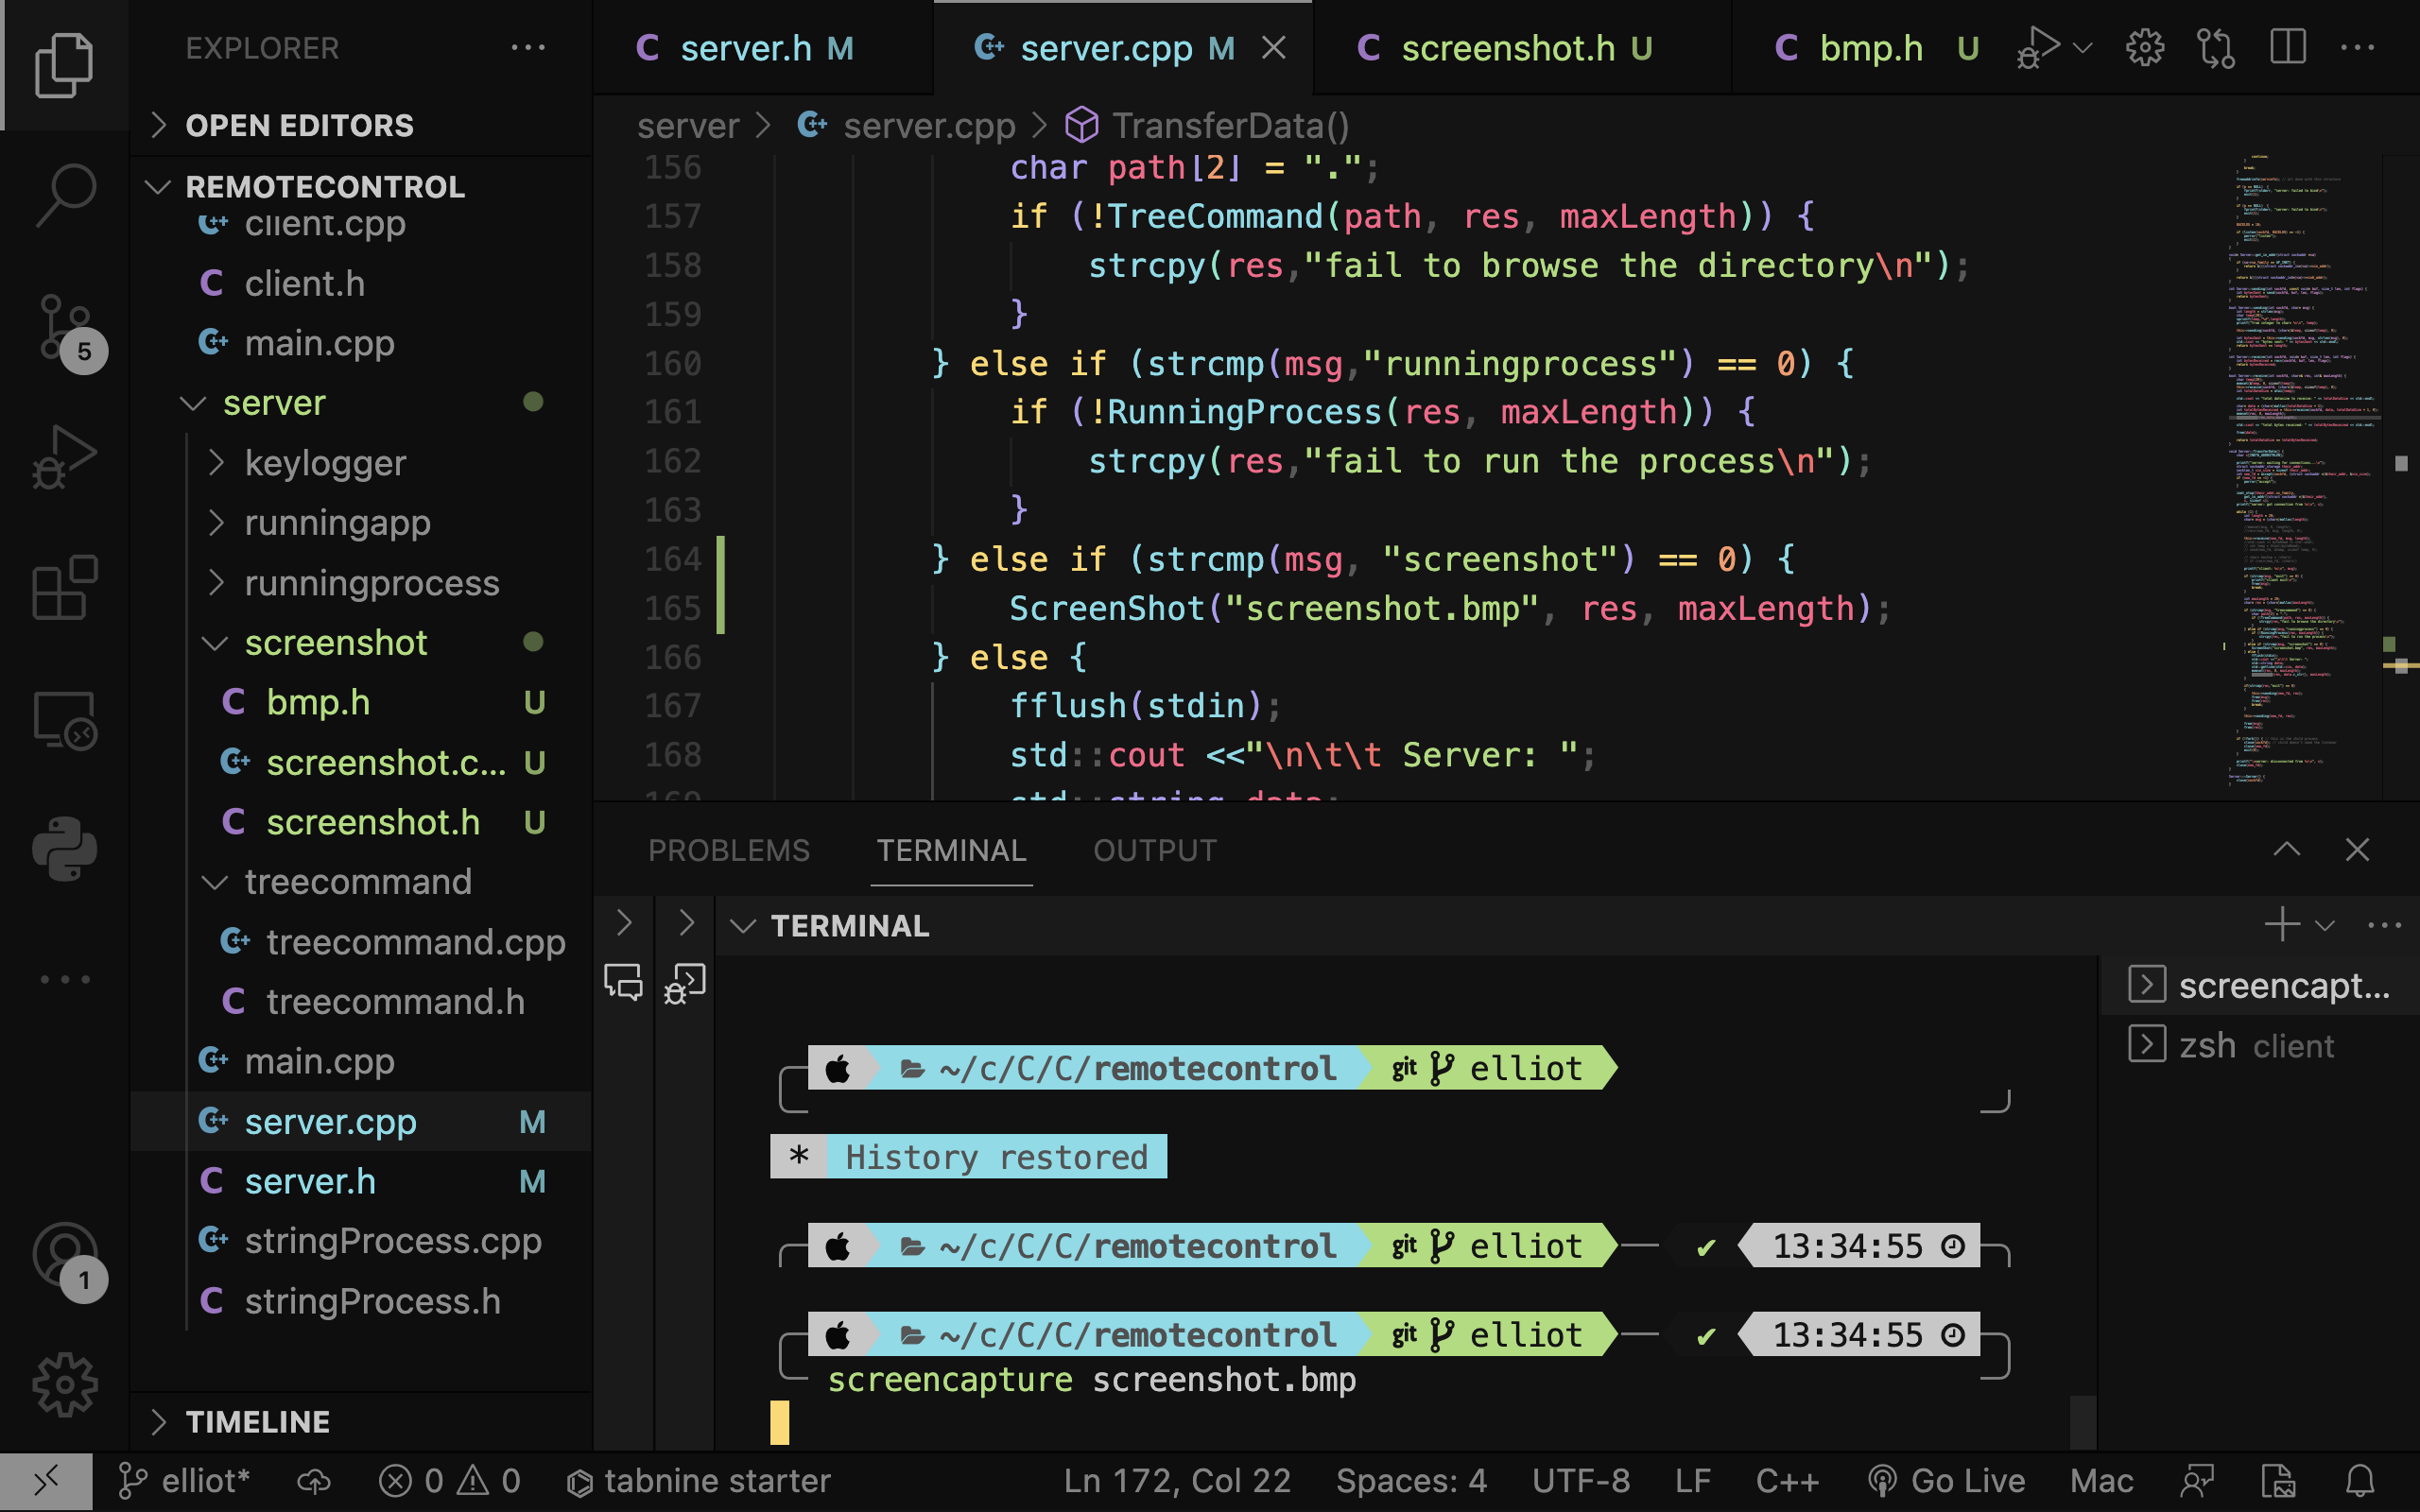 EXPLORER
OPEN EDITORS
REMOTECONTROL
client.cpp
client.h
main.cpp
server
keylogger
runningapp
runningprocess
screenshot
bmp.h U
screenshot.c... U
screenshot.h U
treecommand
treecommand.cpp
treecommand.h
main.cpp
server.cpp M
server.h M
stringProcess.cpp
stringProcess.h
TIMELINE
5
1
server.h M
server.cpp M
screenshot.h U
bmp.h U
server > server.cpp > TransferData()
156 char path[2] = ".";
157 if (!TreeCommand(path, res, maxLength)) {
158 strcpy(res,"fail to browse the directory\n");
159 }
160 } else if (strcmp(msg,"runningprocess") == 0) {
161 if (!RunningProcess(res, maxLength)) {
162 strcpy(res,"fail to run the process\n");
163 }
164 } else if (strcmp(msg, "screenshot") == 0) {
165 ScreenShot("screenshot.bmp", res, maxLength);
166 } else {
167 fflush(stdin);
168 std::cout <<"\n\t\t Server: ";
169 std::string data;
PROBLEMS TERMINAL OUTPUT
TERMINAL
~/c/C/C/remotecontrol git elliot
* History restored
~/c/C/C/remotecontrol git elliot ✔ 13:34:55
~/c/C/C/remotecontrol git elliot ✔ 13:34:55
screencapture screenshot.bmp
screencapt...
zsh client
elliot* 0 0 tabnine starter Ln 172, Col 22 Spaces: 4 UTF-8 LF C++ Go Live Mac